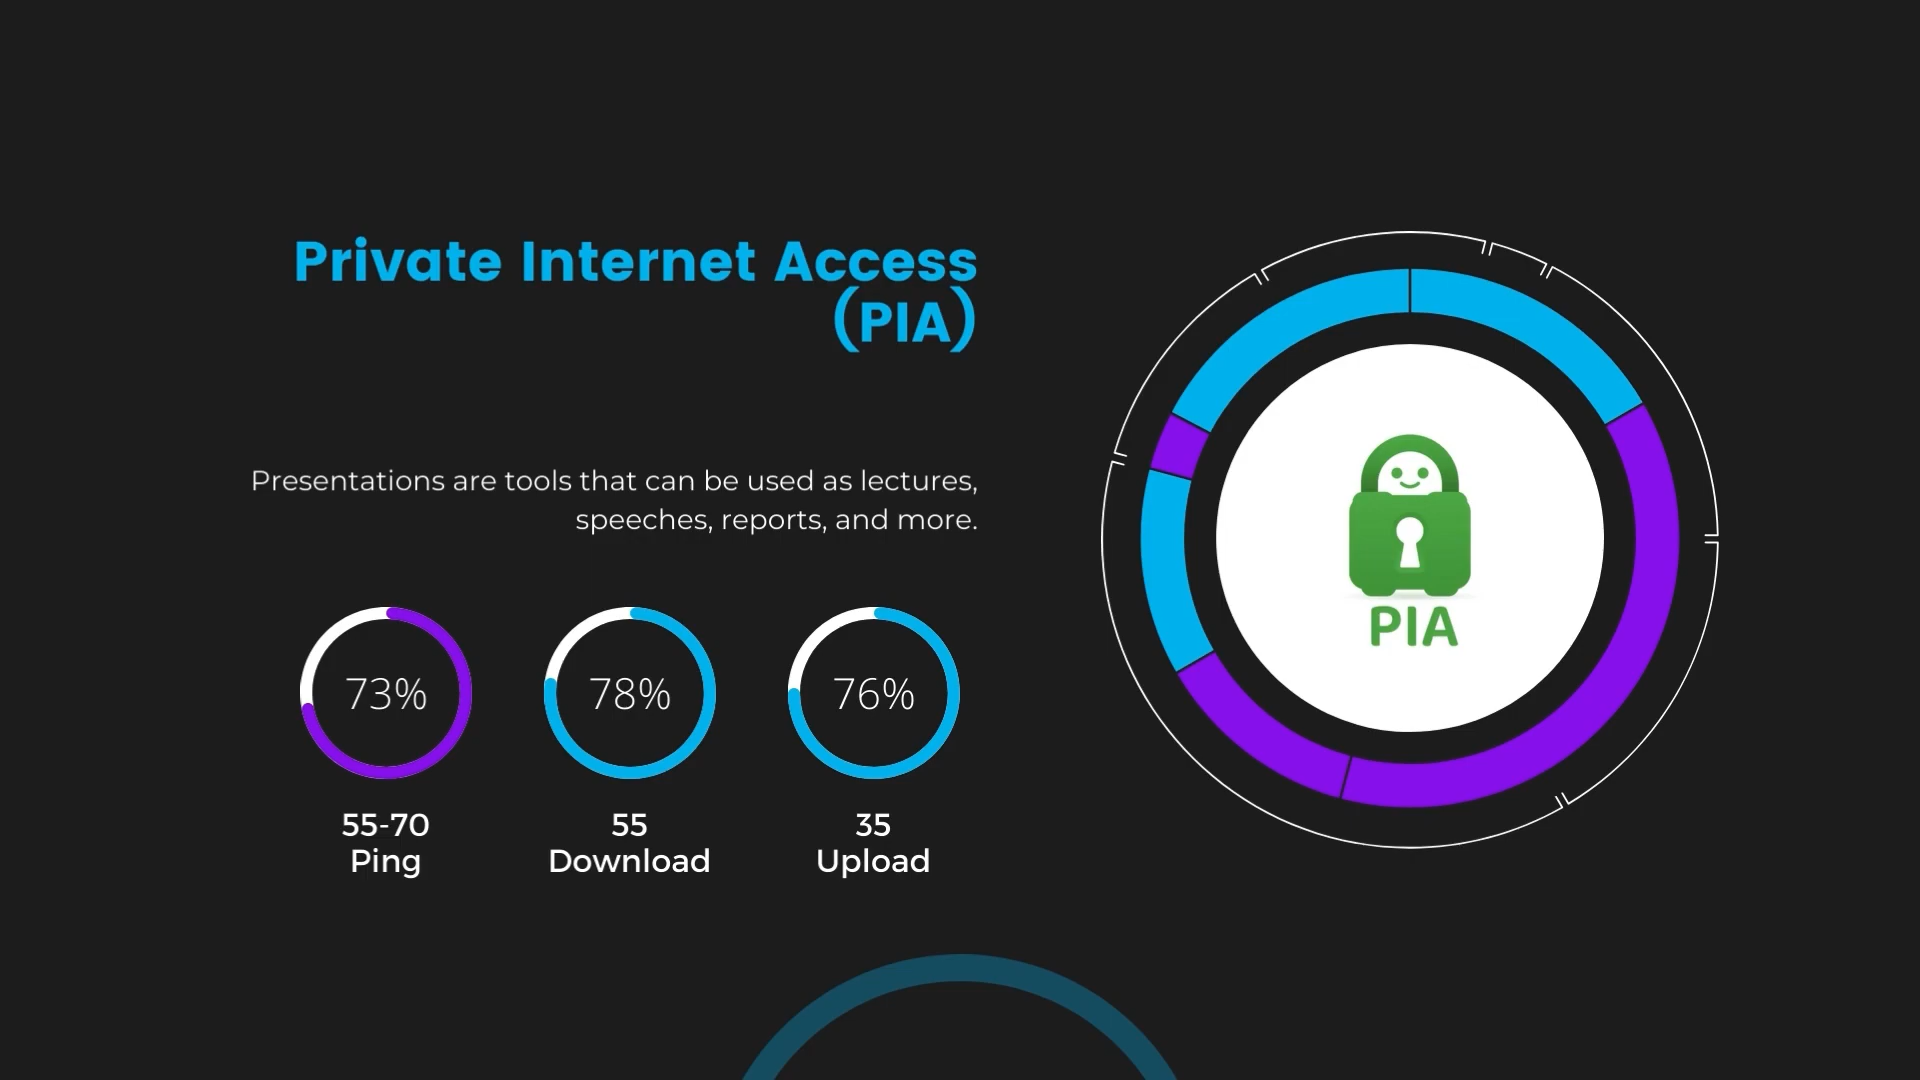 Private Internet Access
(PIA)
Presentations are tools that can be used as lectures,
speeches, reports, and more.
73%
78%
76%
55-70
Ping
55
Download
35
Upload
PIA